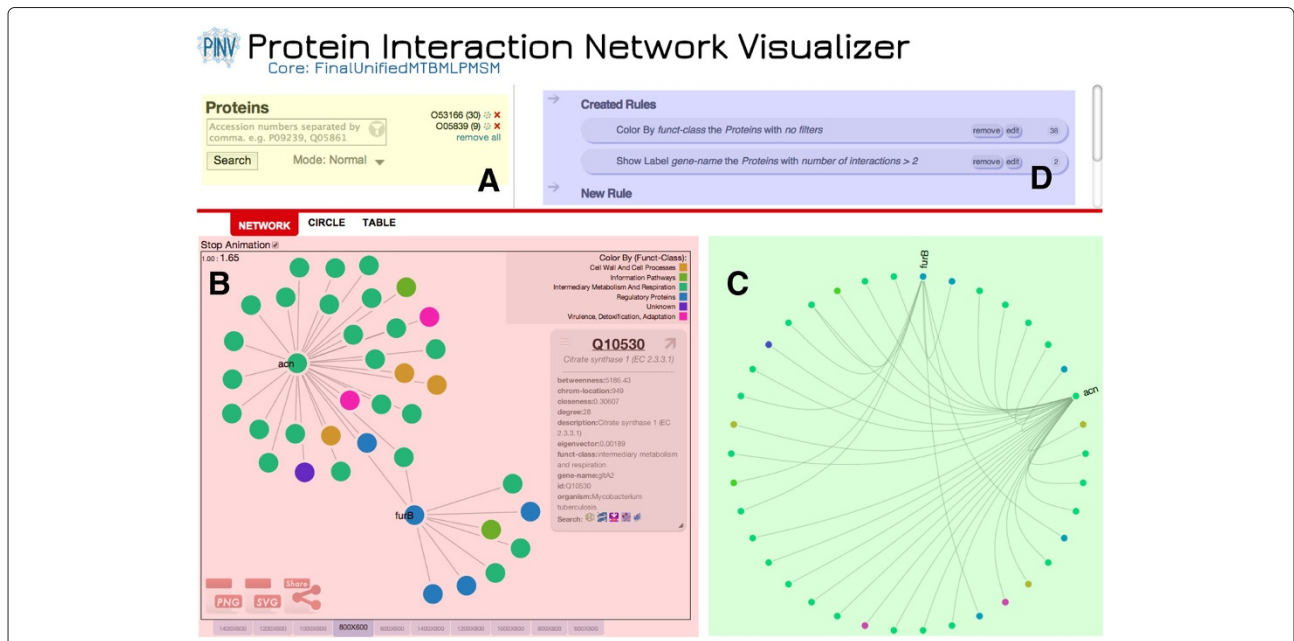 PINV Protein Interaction Network Visualizer
Core: FinalUnifiedMTBMLPMSM
Proteins
Accession numbers separated by
comma. e.g. P09239, Q05861
Search
Mode: Normal
O53166 (30)
O05839 (9)
remove all
A
Created Rules
Color By funct-class the Proteins with no filters
remove edit 38
Show Label gene-name the Proteins with number of interactions > 2
remove edit 2
New Rule
D
NETWORK CIRCLE TABLE
Stop Animation
1.00 : 1.65
B
Color By (Funct-Class):
Cell Wall And Cell Processes
Information Pathways
Intermediary Metabolism And Respiration
Regulatory Proteins
Unknown
Virulence, Detoxification, Adaptation
acn
furB
Q10530
Citrate synthase 1 (EC 2.3.3.1)
betweenness:5186.43
chrom-location:949
closeness:0.30607
degree:28
description:Citrate synthase 1 (EC
2.3.3.1)
eigenvector:0.00189
funct-class:intermediary metabolism
and respiration
gene-name:gltA2
id:Q10530
organism:Mycobacterium
tuberculosis
Search:
PNG SVG Share
800X600
C
furB
acn